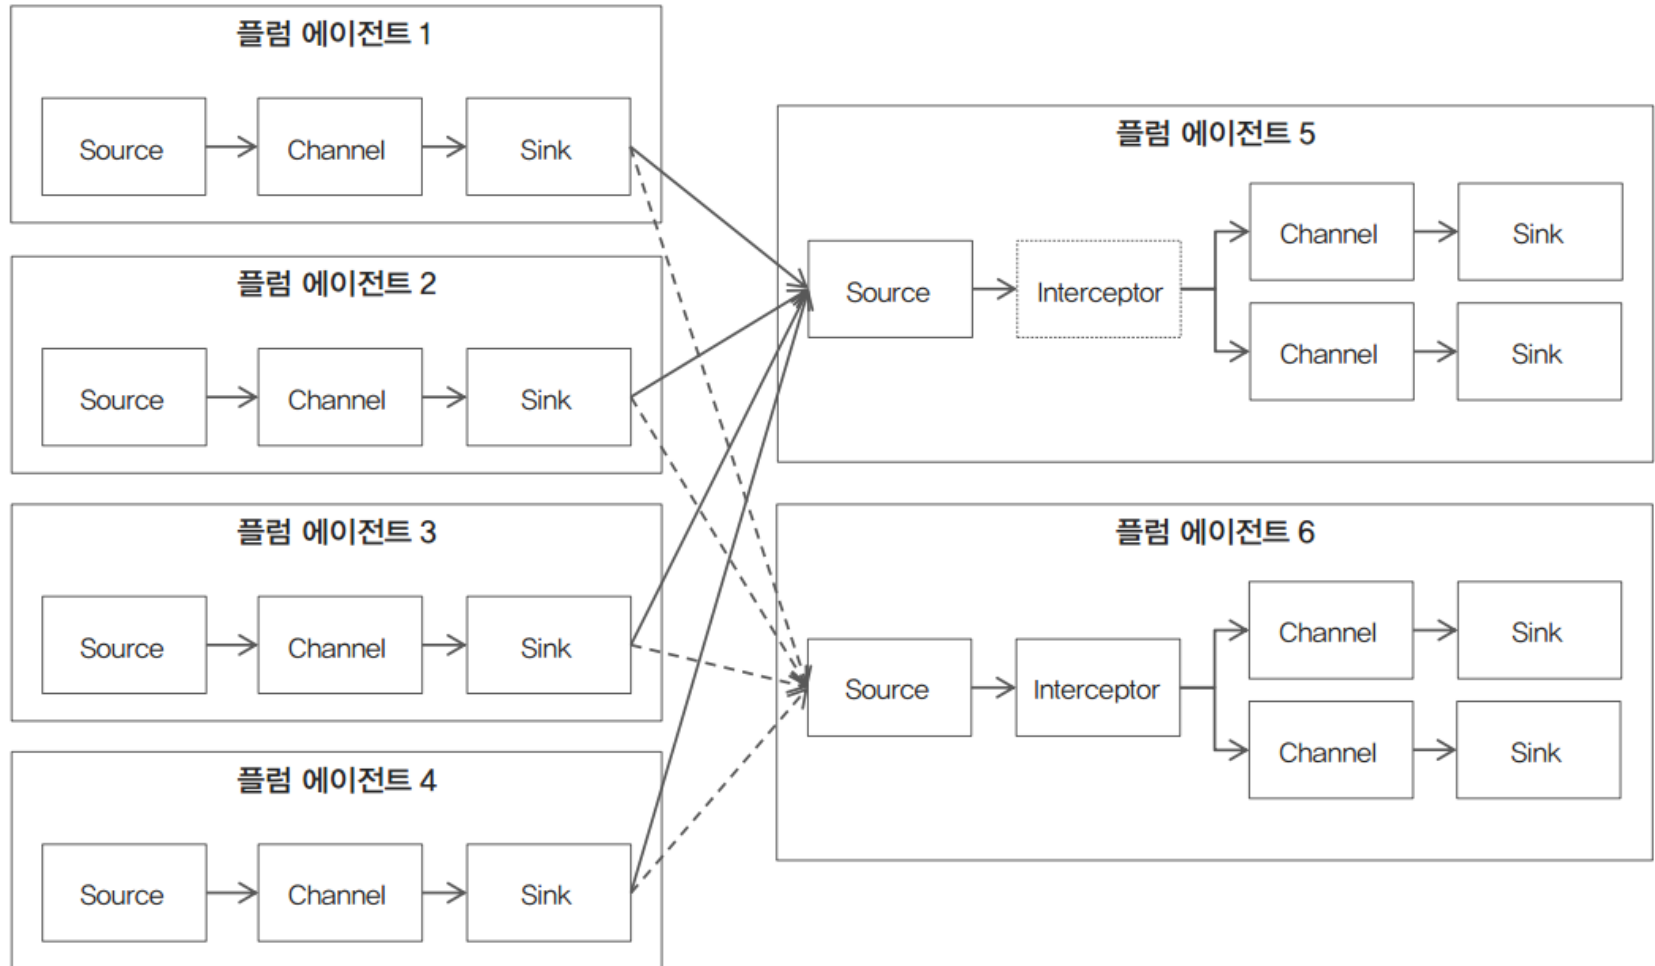 플럼 에이전트 1
Source
Channel
Sink
플럼 에이전트 2
Source
Channel
Sink
플럼 에이전트 3
Source
Channel
Sink
플럼 에이전트 4
Source
Channel
Sink
플럼 에이전트 5
Source
Interceptor
Channel
Sink
Channel
Sink
플럼 에이전트 6
Source
Interceptor
Channel
Sink
Channel
Sink